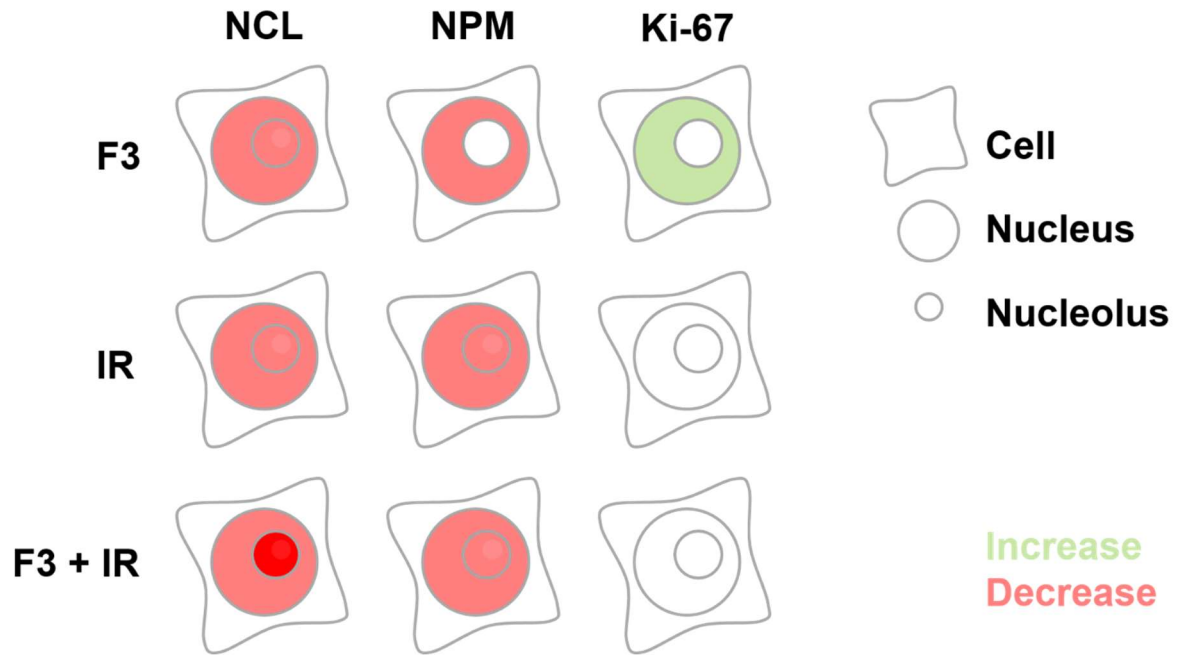 NCL NPM Ki-67
F3
Cell
Nucleus
Nucleolus
IR
F3 + IR
Increase
Decrease